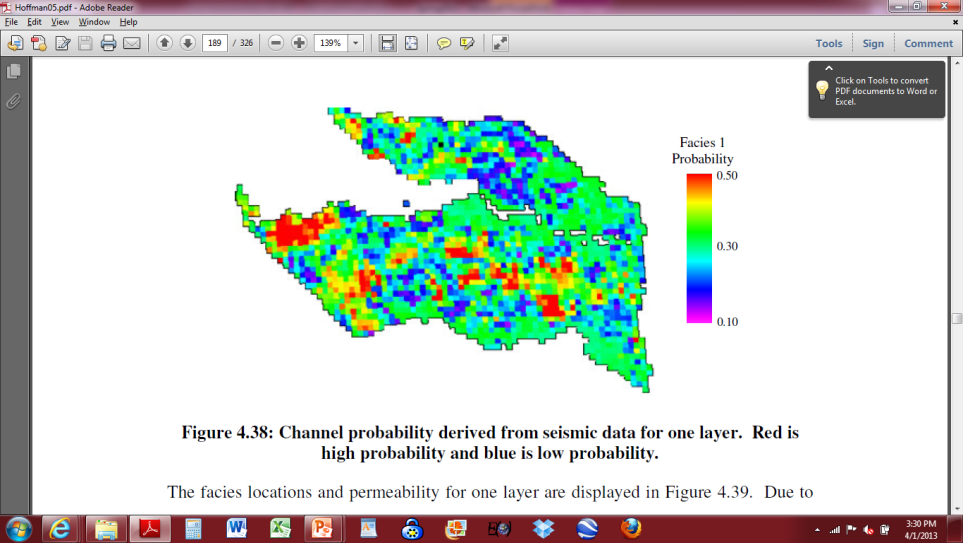 Hoffman05.pdf - Adobe Reader
File Edit View Window Help
189 / 326 139%
Tools Sign Comment
Click on Tools to convert
PDF documents to Word or
Excel.
Facies 1
Probability
0.50
0.30
0.10
Figure 4.38: Channel probability derived from seismic data for one layer. Red is
high probability and blue is low probability.
The facies locations and permeability for one layer are displayed in Figure 4.39. Due to
3:30 PM
4/1/2013